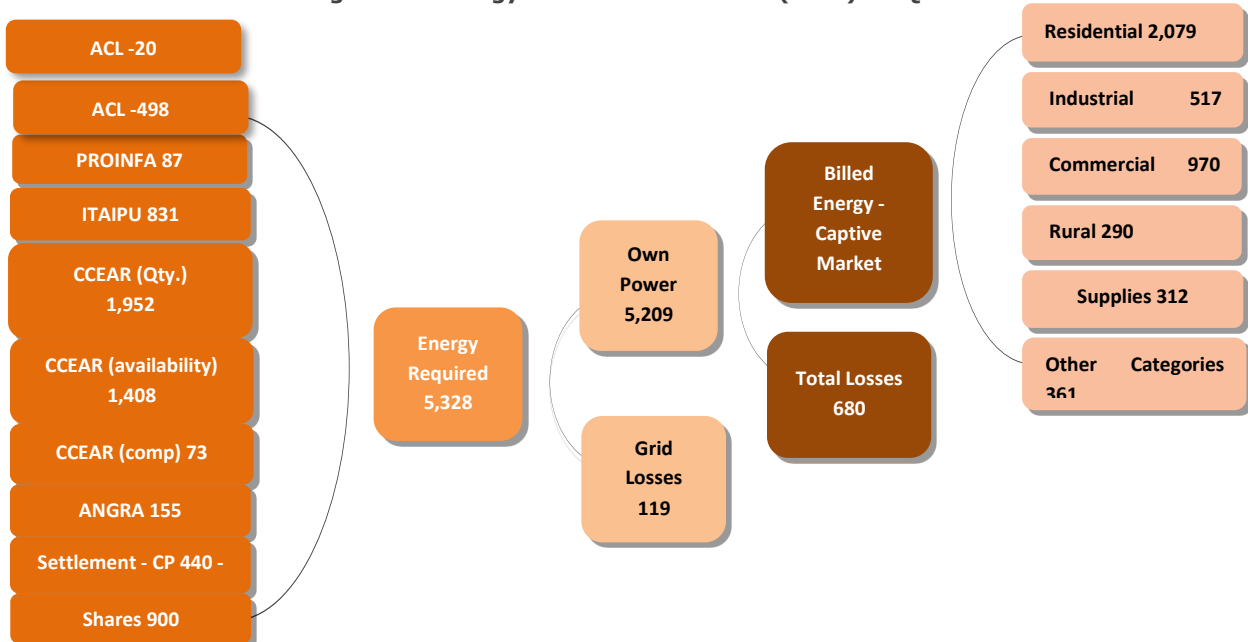 ACL -20
ACL -498
PROINFA 87
ITAIPU 831
CCEAR (Qty.)
1,952
CCEAR (availability)
1,408
CCEAR (comp) 73
ANGRA 155
Settlement - CP 440 -
Shares 900
Energy
Required
5,328
Own
Power
5,209
Grid
Losses
119
Billed
Energy -
Captive
Market
Total Losses
680
Residential 2,079
Industrial 517
Commercial 970
Rural 290
Supplies 312
Other Categories
361